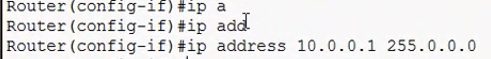 Router(config-if)#ip a
Router(config-if)#ip add
Router(config-if)#ip address 10.0.0.1 255.0.0.0